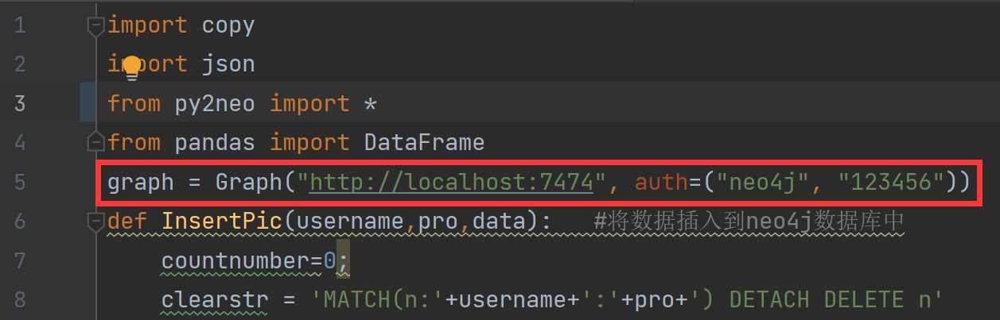 1 import copy
2 import json
3 from py2neo import *
4 from pandas import DataFrame
5 graph = Graph("http://localhost:7474", auth=("neo4j", "123456"))
6 def InsertPic(username,pro,data): #将数据插入到neo4j数据库中
7 countnumber=0;
8 clearstr = 'MATCH(n:'+username+':'+pro+') DETACH DELETE n'